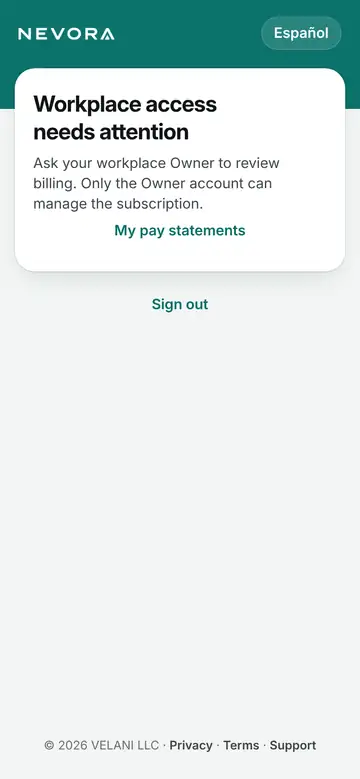 NEVORA
Español
Workplace access
needs attention
Ask your workplace Owner to review
billing. Only the Owner account can
manage the subscription.
My pay statements
Sign out
© 2026 VELANI LLC · Privacy · Terms · Support